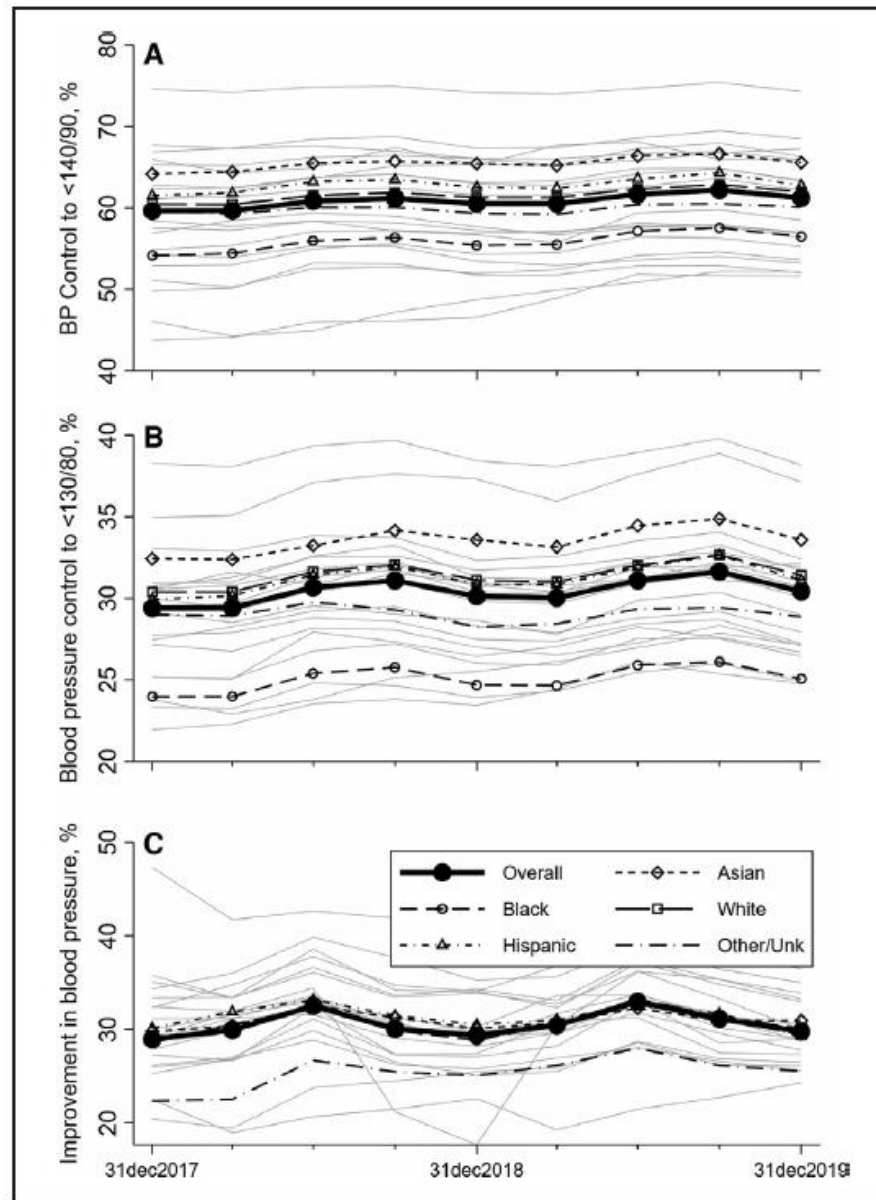 A
BP Control to <140/90, %
80
70
60
50
40
B
Blood pressure control to <130/80, %
40
35
30
25
20
C
Improvement in blood pressure, %
50
40
30
20
Overall
Asian
Black
White
Hispanic
Other/Unk
31dec2017
31dec2018
31dec2019